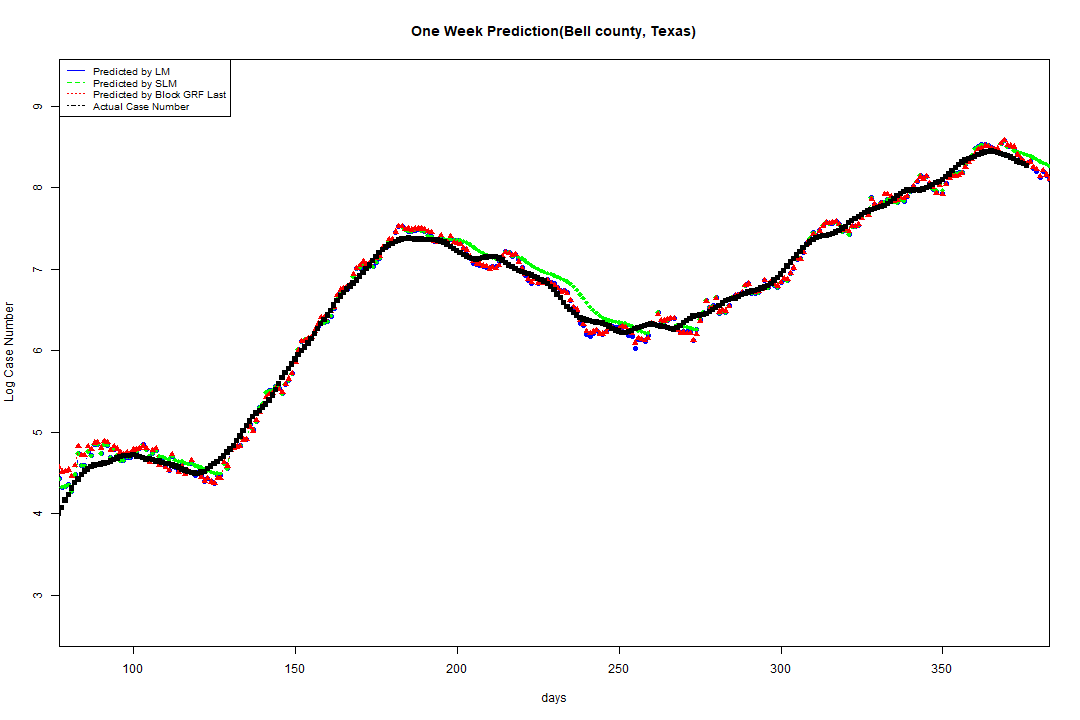 One Week Prediction(Bell county, Texas)
Predicted by LM
Predicted by SLM
Predicted by Block GRF Last
Actual Case Number
9
8
7
6
5
4
3
Log Case Number
100 150 200 250 300 350
days